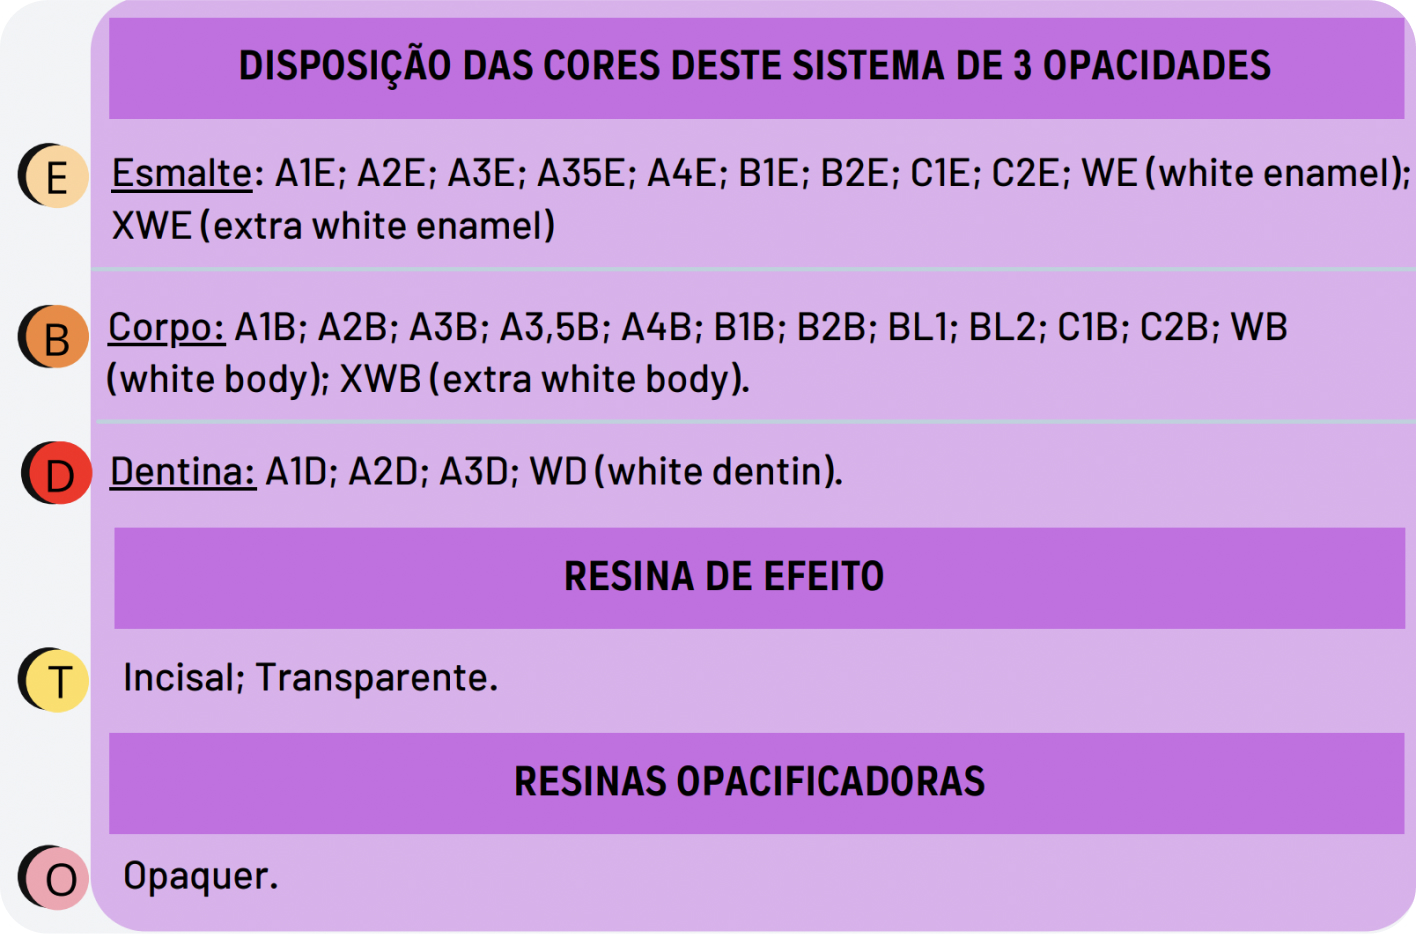 DISPOSIÇÃO DAS CORES DESTE SISTEMA DE 3 OPACIDADES
E
Esmalte: A1E; A2E; A3E; A35E; A4E; B1E; B2E; C1E; C2E; WE (white enamel);
XWE (extra white enamel)
B
Corpo: A1B; A2B; A3B; A3,5B; A4B; B1B; B2B; BL1; BL2; C1B; C2B; WB
(white body); XWB (extra white body).
D
Dentina: A1D; A2D; A3D; WD (white dentin).
RESINA DE EFEITO
T
Incisal; Transparente.
RESINAS OPACIFICADORAS
O
Opaquer.